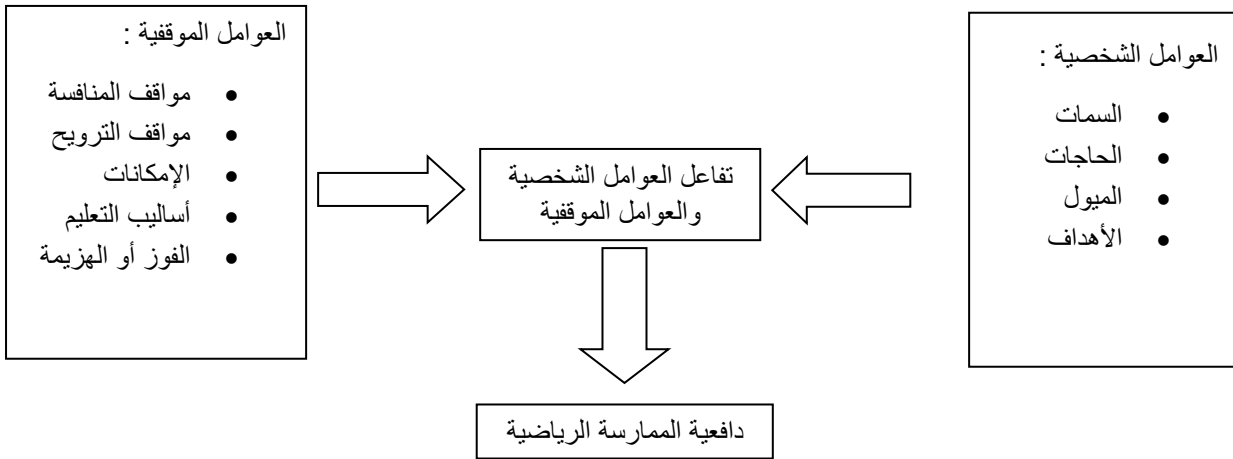 العوامل الشخصية :
السمات
الحاجات
الميول
الأهداف
العوامل الموقفية :
مواقف المنافسة
مواقف الترويح
الإمكانات
أساليب التعليم
الفوز أو الهزيمة
تفاعل العوامل الشخصية
والعوامل الموقفية
دافعية الممارسة الرياضية